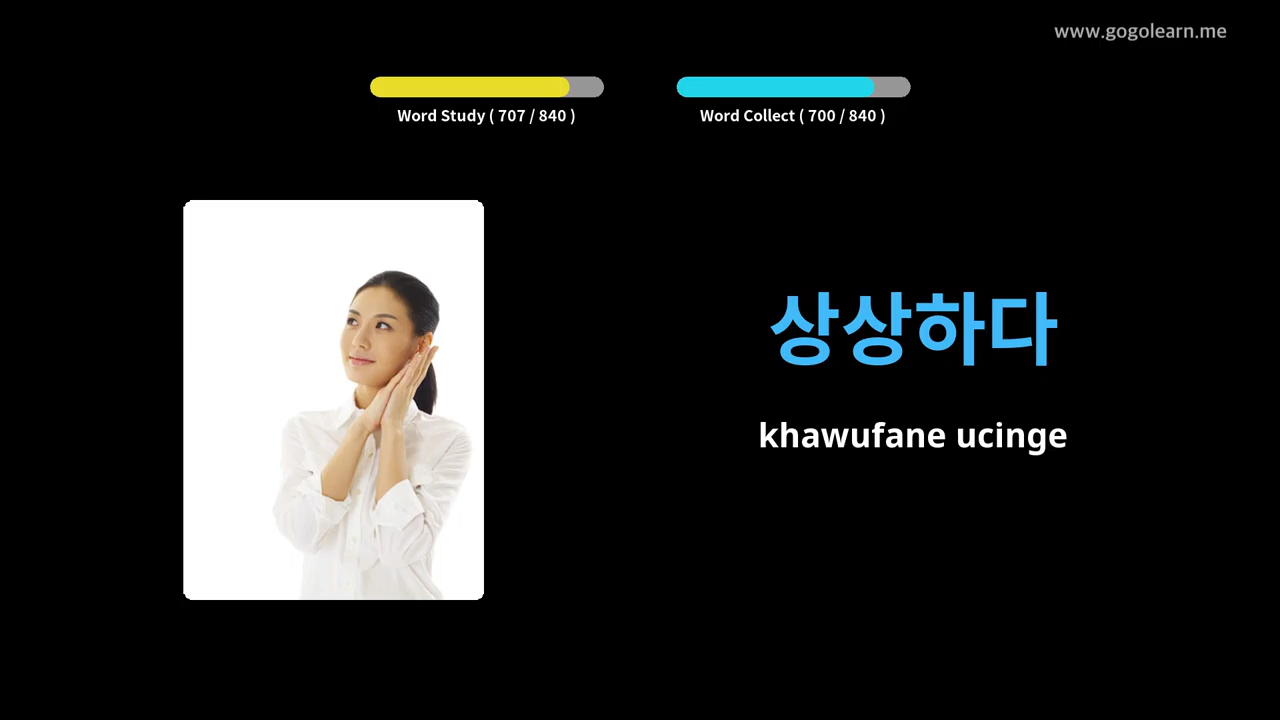 www.gogolearn.me
Word Study ( 707 / 840 )
Word Collect ( 700 / 840 )
상상하다
khawufane ucinge